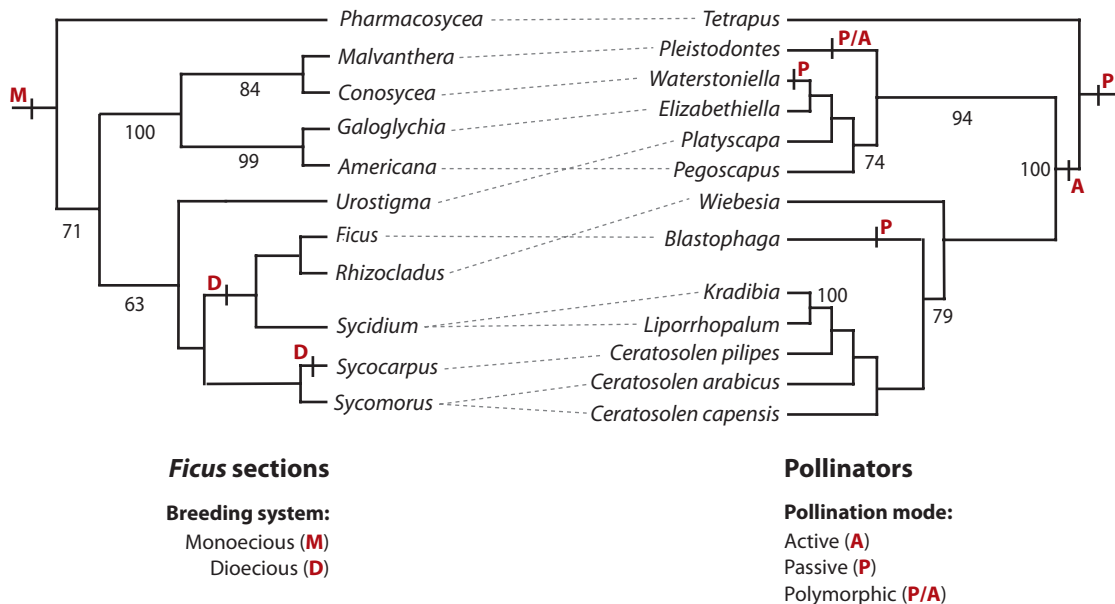 Pharmacosycea Tetrapus
Malvanthera Pleistodontes P/A
84 Conosycea Waterstoniella P P
M 100 Galoglychia Elizabethiella 94
99 Americana Platyscapa
Pegoscapus 74 100 A
71 Urostigma Wiebesia
Ficus Blastophaga P
D Rhizocladus
63 Kradibia 100 79
Sycidium Liporrhopalum
D Sycocarpus Ceratosolen pilipes
Sycomorus Ceratosolen arabicus
Ceratosolen capensis
Ficus sections
Breeding system:
Monoecious (M)
Dioecious (D)
Pollinators
Pollination mode:
Active (A)
Passive (P)
Polymorphic (P/A)